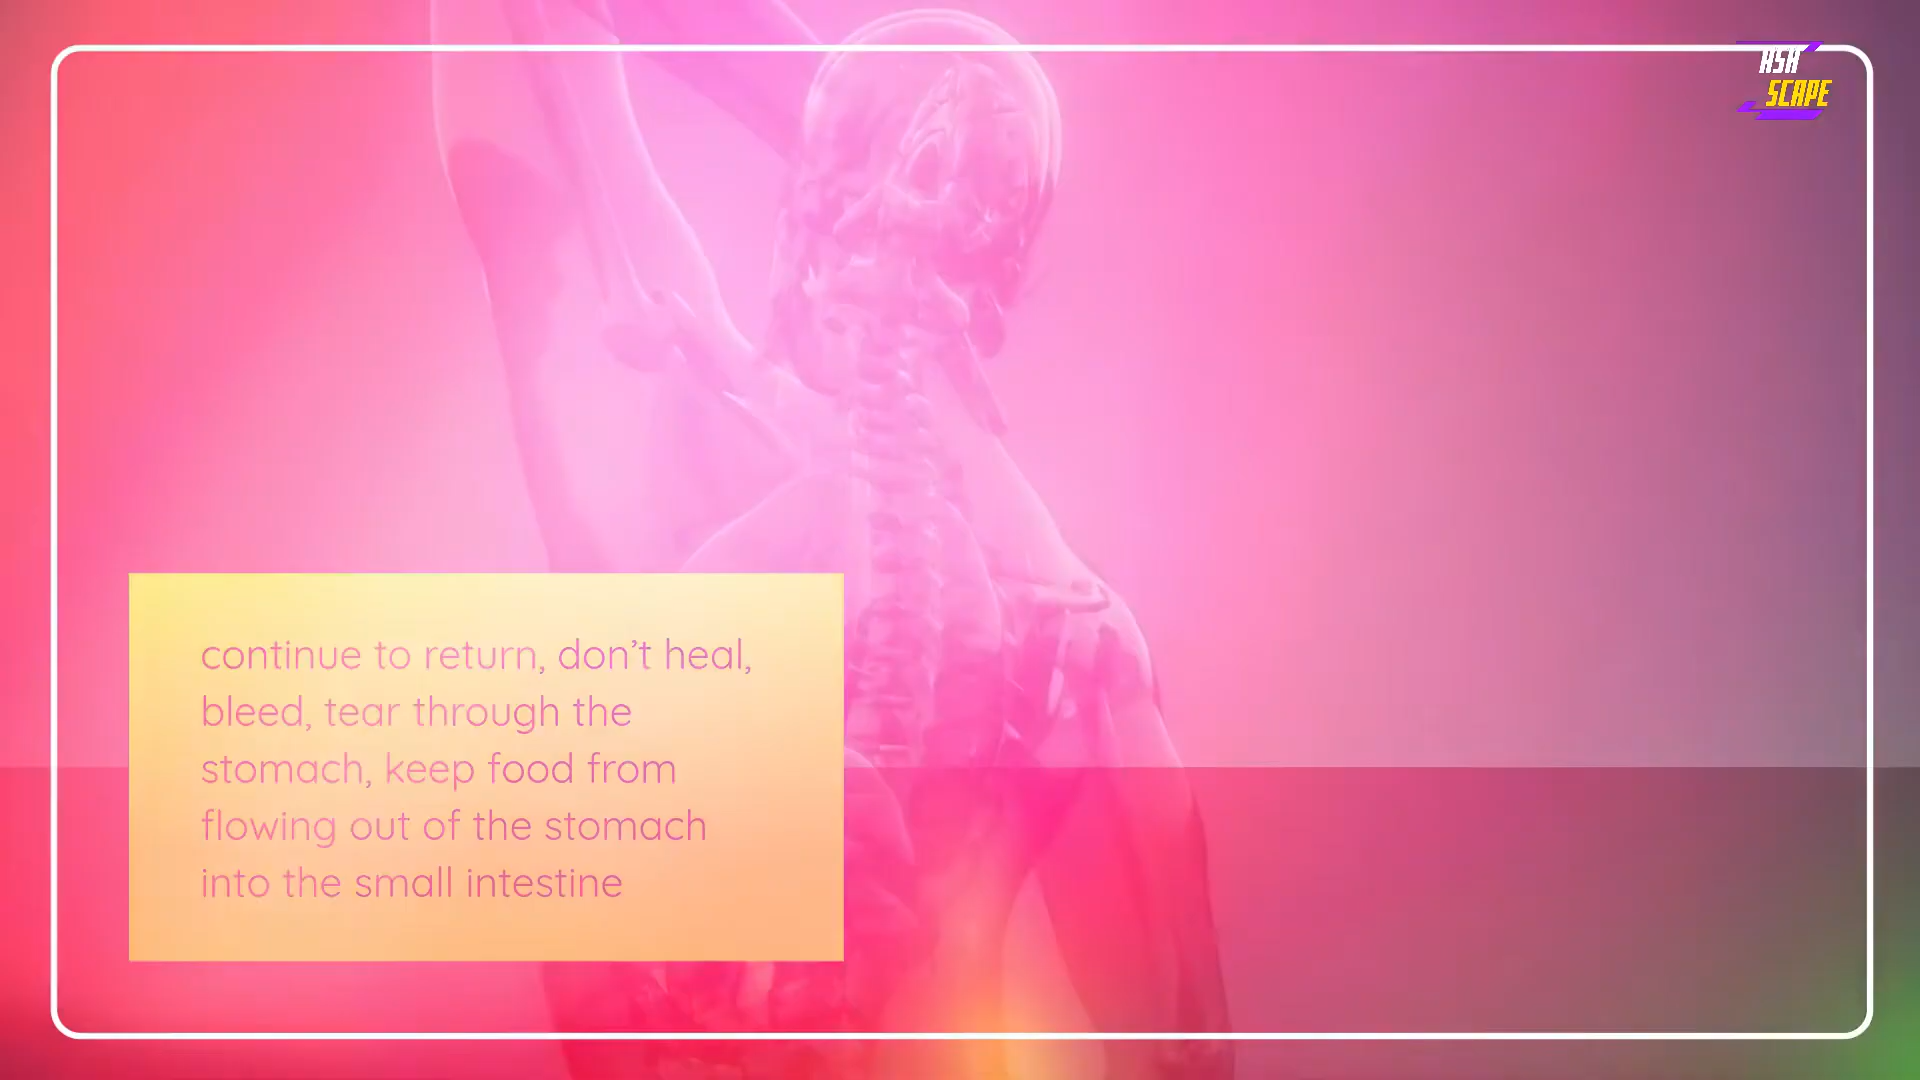 ASK
SCAPE
continue to return, don’t heal,
bleed, tear through the
stomach, keep food from
flowing out of the stomach
into the small intestine